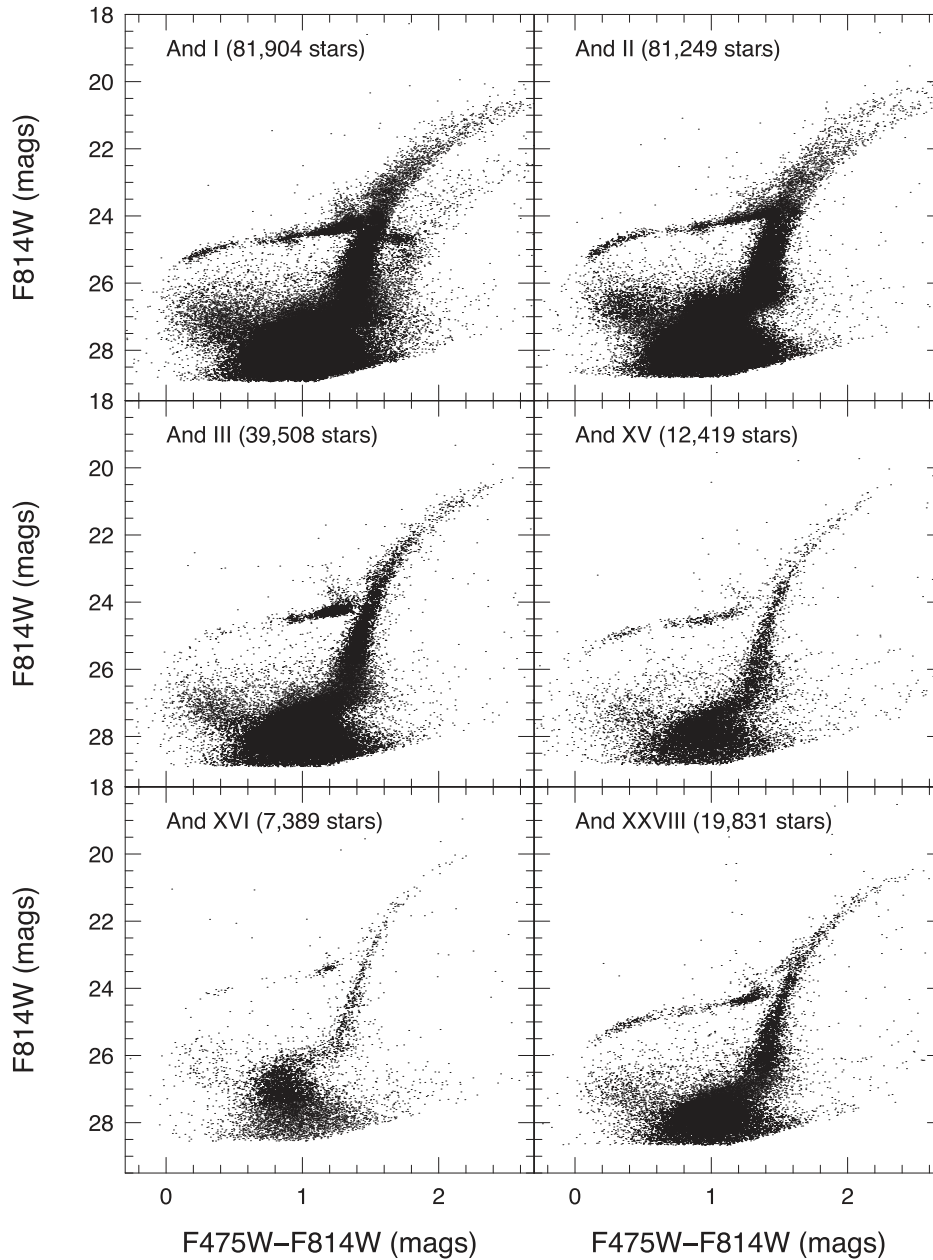 18
And I (81,904 stars)
And II (81,249 stars)
20
22
24
26
28
F814W (mags)
18
And III (39,508 stars)
And XV (12,419 stars)
20
22
24
26
28
F814W (mags)
18
And XVI (7,389 stars)
And XXVIII (19,831 stars)
20
22
24
26
28
F814W (mags)
0
1
2
0
1
2
F475W–F814W (mags)
F475W–F814W (mags)